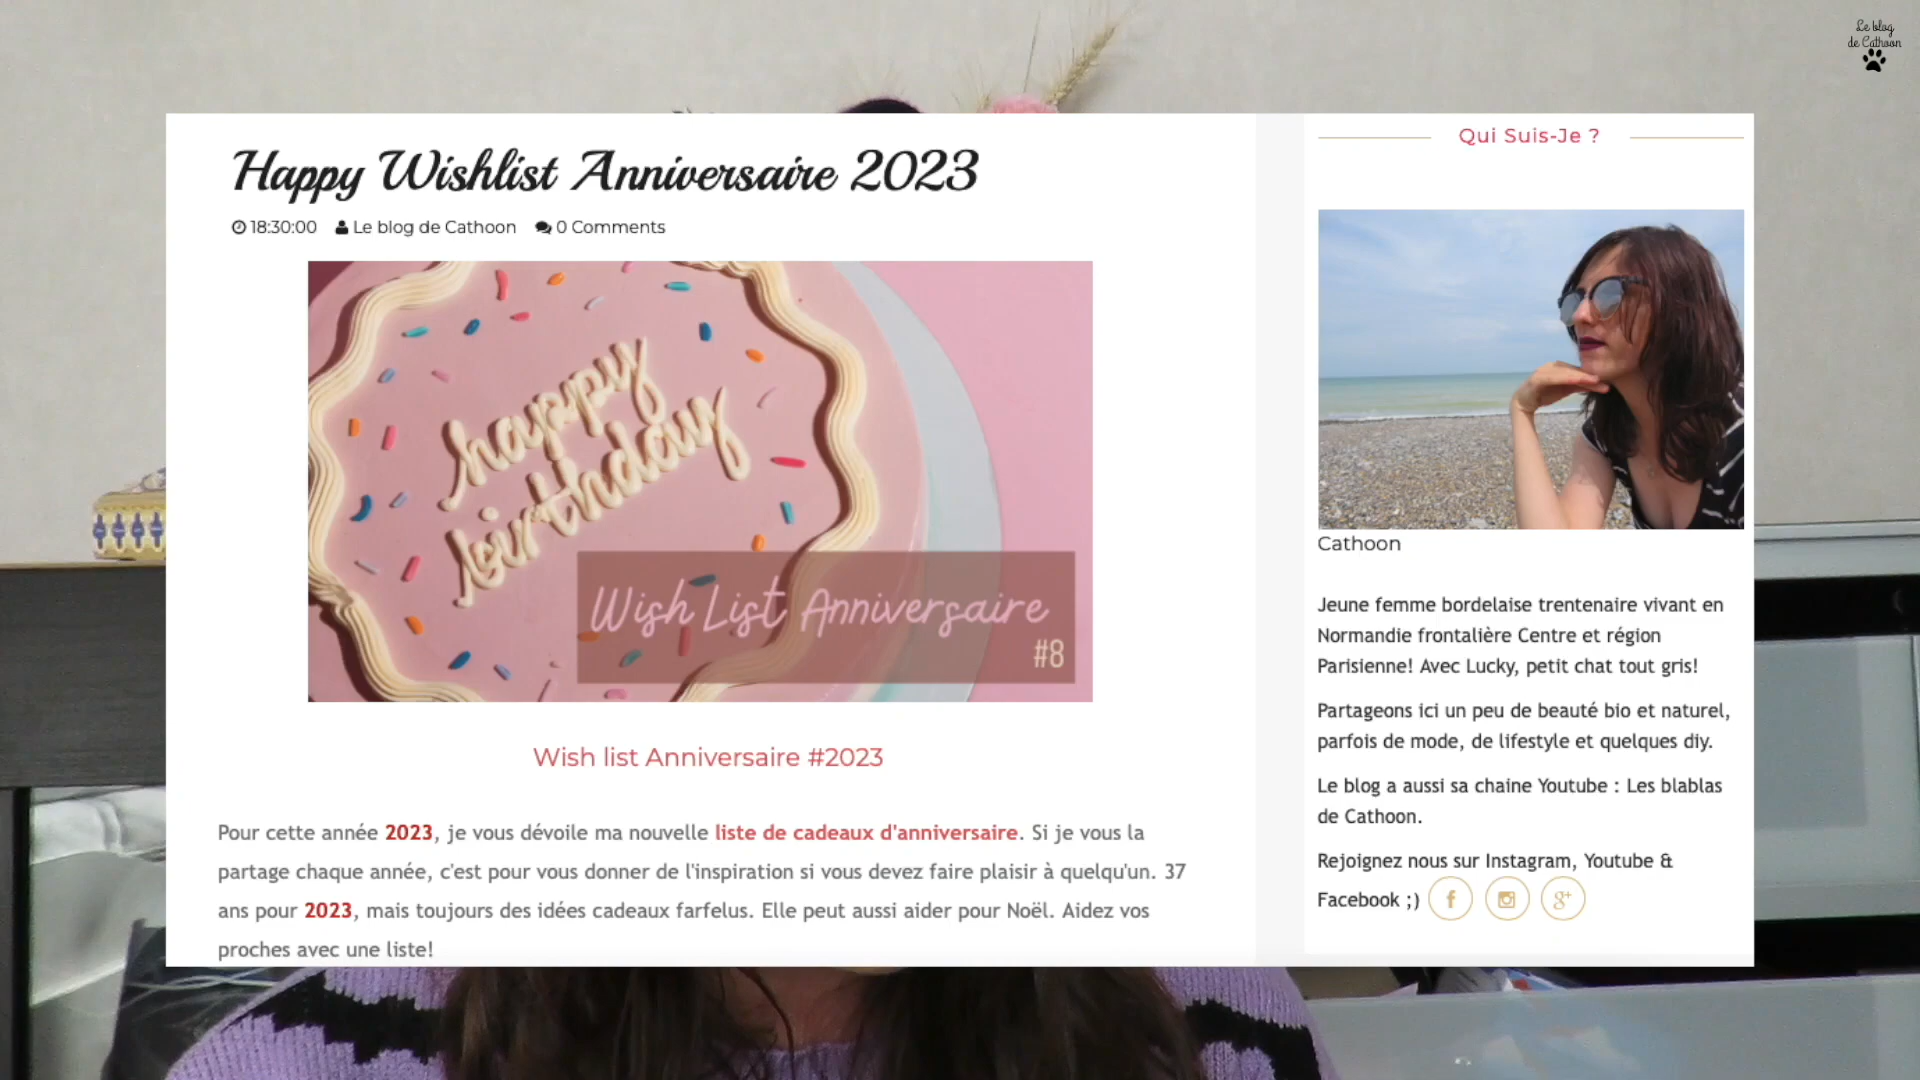 Le blog
de Cathoon
Happy Wishlist Anniversaire 2023
18:30:00 Le blog de Cathoon 0 Comments
happy
birthday
Wish List Anniversaire
#8
Wish list Anniversaire #2023
Pour cette année 2023, je vous dévoile ma nouvelle liste de cadeaux d'anniversaire. Si je vous la
partage chaque année, c'est pour vous donner de l'inspiration si vous devez faire plaisir à quelqu'un. 37
ans pour 2023, mais toujours des idées cadeaux farfelus. Elle peut aussi aider pour Noël. Aidez vos
proches avec une liste!
Qui Suis-Je ?
Cathoon
Jeune femme bordelaise trentenaire vivant en
Normandie frontalière Centre et région
Parisienne! Avec Lucky, petit chat tout gris!
Partageons ici un peu de beauté bio et naturel,
parfois de mode, de lifestyle et quelques diy.
Le blog a aussi sa chaine Youtube : Les blablas
de Cathoon.
Rejoignez nous sur Instagram, Youtube &
Facebook ;) f g+